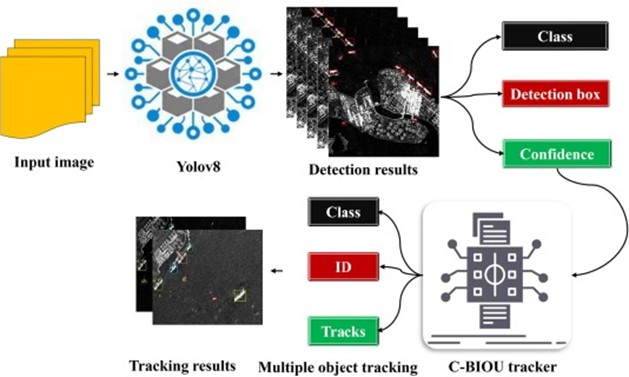 Class
Detection box
Confidence
Input image
Yolov8
Detection results
Class
ID
Tracks
Tracking results
Multiple object tracking
C-BIOU tracker